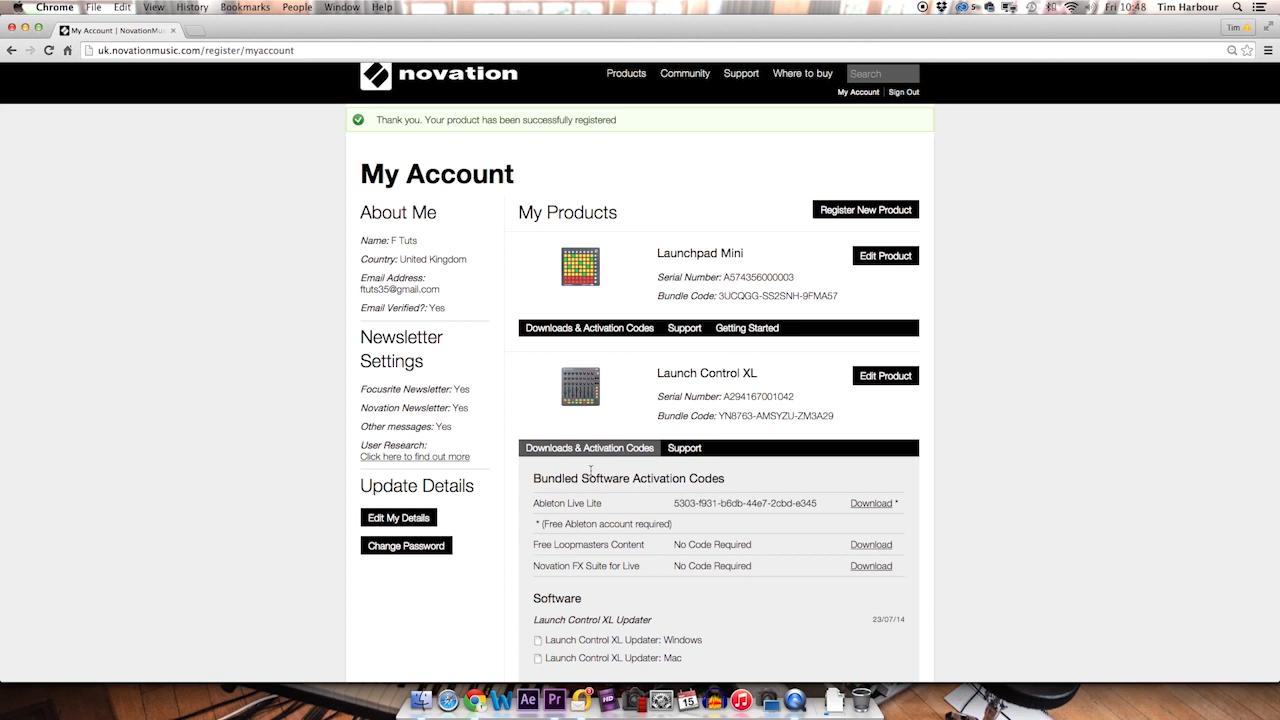 Chrome File Edit View History Bookmarks People Window Help
5%
Fri 10:48 Tim Harbour
My Account | NovationMus
Tim
uk.novationmusic.com/register/myaccount
novation
Products Community Support Where to buy Search
My Account Sign Out
Thank you. Your product has been successfully registered
My Account
About Me
Name: F Tuts
Country: United Kingdom
Email Address:
ftuts35@gmail.com
Email Verified?: Yes
Newsletter
Settings
Focusrite Newsletter: Yes
Novation Newsletter: Yes
Other messages: Yes
User Research:
Click here to find out more
Update Details
Edit My Details
Change Password
My Products
Register New Product
Launchpad Mini
Edit Product
Serial Number: A574356000003
Bundle Code: 3UCQGG-SS2SNH-9FMA57
Downloads & Activation Codes Support Getting Started
Launch Control XL
Edit Product
Serial Number: A294167001042
Bundle Code: YN8763-AMSYZU-ZM3A29
Downloads & Activation Codes Support
Bundled Software Activation Codes
Ableton Live Lite 5303-f931-b6db-44e7-2cbd-e345 Download *
* (Free Ableton account required)
Free Loopmasters Content No Code Required Download
Novation FX Suite for Live No Code Required Download
Software
Launch Control XL Updater 23/07/14
Launch Control XL Updater: Windows
Launch Control XL Updater: Mac
W Ae Pr 3 HD 15